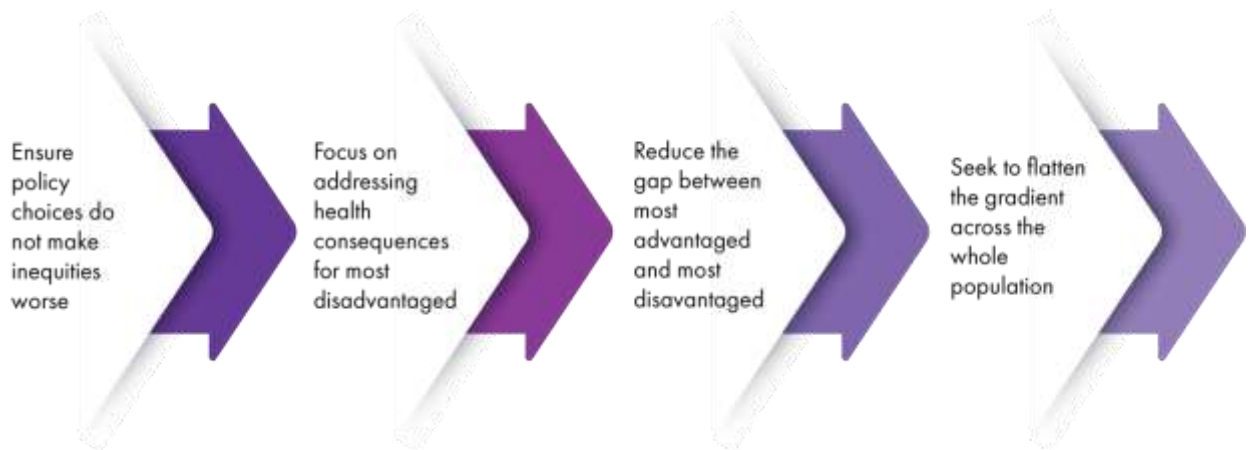 Ensure
policy
choices do
not make
inequities
worse
Focus on
addressing
health
consequences
for most
disadvantaged
Reduce the
gap between
most
advantaged
and most
disavantaged
Seek to flatten
the gradient
across the
whole
population